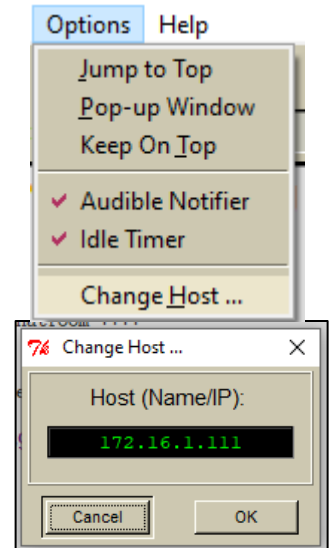 Options Help
Jump to Top
Pop-up Window
Keep On Top
Audible Notifier
Idle Timer
Change Host ...
Change Host ...
Host (Name/IP):
172.16.1.111
Cancel OK